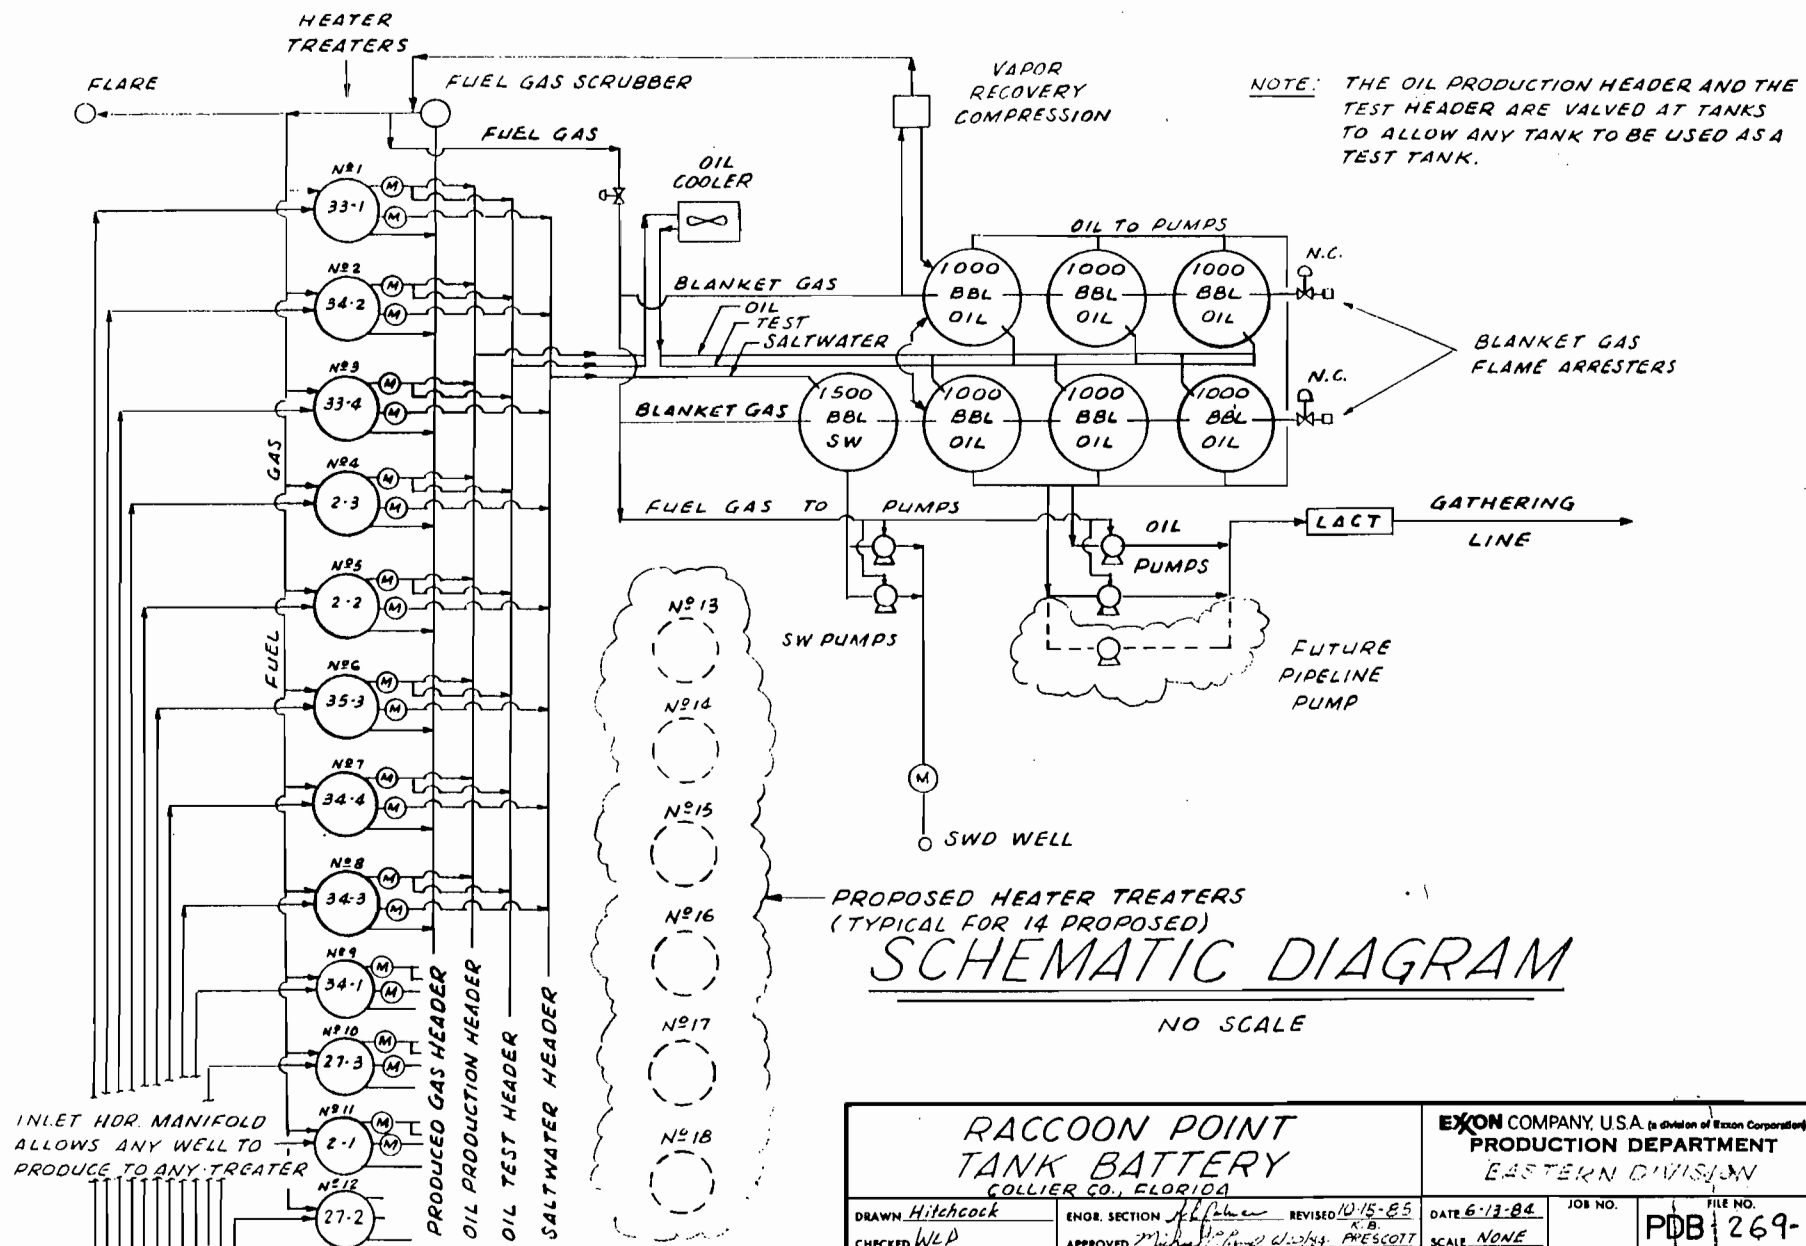 HEATER
TREATERS
FLARE
FUEL GAS SCRUBBER
FUEL GAS
VAPOR
RECOVERY
COMPRESSION
NOTE: THE OIL PRODUCTION HEADER AND THE
TEST HEADER ARE VALVED AT TANKS
TO ALLOW ANY TANK TO BE USED AS A
TEST TANK.
OIL
COOLER
Nº1
33-1
M
M
Nº2
34-2
M
M
Nº3
33-4
M
M
Nº4
2-3
M
M
Nº5
2-2
M
M
Nº6
35-3
M
M
Nº7
34-4
M
M
Nº8
34-3
M
M
Nº9
34-1
M
M
Nº10
27-3
M
M
Nº11
2-1
M
M
Nº12
27-2
FUEL GAS
PRODUCED GAS HEADER
OIL PRODUCTION HEADER
OIL TEST HEADER
SALTWATER HEADER
INLET HDR. MANIFOLD
ALLOWS ANY WELL TO
PRODUCE TO ANY TREATER
OIL TO PUMPS
BLANKET GAS
OIL
TEST
SALTWATER
1000
BBL
OIL
1000
BBL
OIL
1000
BBL
OIL
N.C.
BLANKET GAS
FLAME ARRESTERS
BLANKET GAS
1500
BBL
SW
1000
BBL
OIL
1000
BBL
OIL
1000
BBL
OIL
N.C.
FUEL GAS TO PUMPS
OIL
PUMPS
LACT
GATHERING
LINE
SW PUMPS
FUTURE
PIPELINE
PUMP
M
SWD WELL
Nº13
Nº14
Nº15
Nº16
Nº17
Nº18
PROPOSED HEATER TREATERS
(TYPICAL FOR 14 PROPOSED)
SCHEMATIC DIAGRAM
NO SCALE
RACCOON POINT
TANK BATTERY
COLLIER CO., FLORIDA
EXXON COMPANY, U.S.A. (a division of Exxon Corporation)
PRODUCTION DEPARTMENT
EASTERN DIVISION
DRAWN Hitchcock
CHECKED WLP
ENGR. SECTION
REVISED 10-15-85
K.B.
APPROVED
PRESCOTT
DATE 6-13-84
SCALE NONE
JOB NO.
FILE NO.
PDB 269-